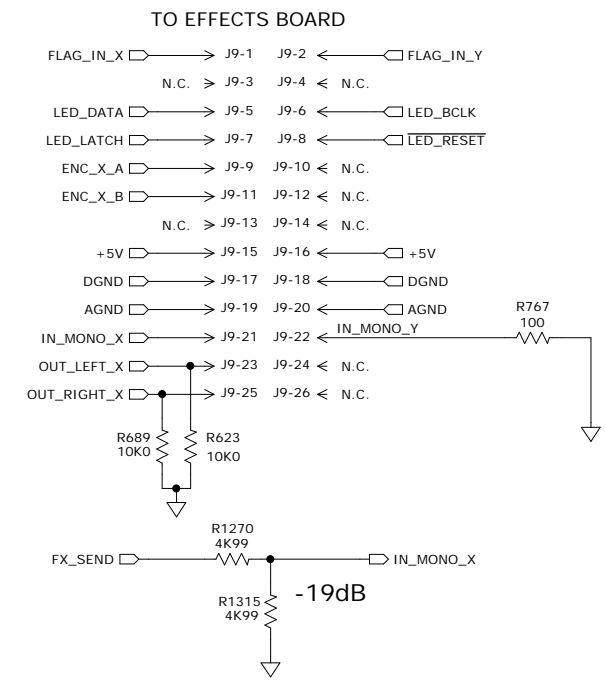 TO EFFECTS BOARD
FLAG_IN_X J9-1 J9-2 FLAG_IN_Y
N.C. J9-3 J9-4 N.C.
LED_DATA J9-5 J9-6 LED_BCLK
LED_LATCH J9-7 J9-8 LED_RESET
ENC_X_A J9-9 J9-10 N.C.
ENC_X_B J9-11 J9-12 N.C.
N.C. J9-13 J9-14 N.C.
+5V J9-15 J9-16 +5V
DGND J9-17 J9-18 DGND
AGND J9-19 J9-20 AGND
R767
100
IN_MONO_X J9-21 J9-22 IN_MONO_Y
OUT_LEFT_X J9-23 J9-24 N.C.
OUT_RIGHT_X J9-25 J9-26 N.C.
R689 R623
10K0 10K0
R1270
4K99
FX_SEND IN_MONO_X
-19dB
R1315
4K99